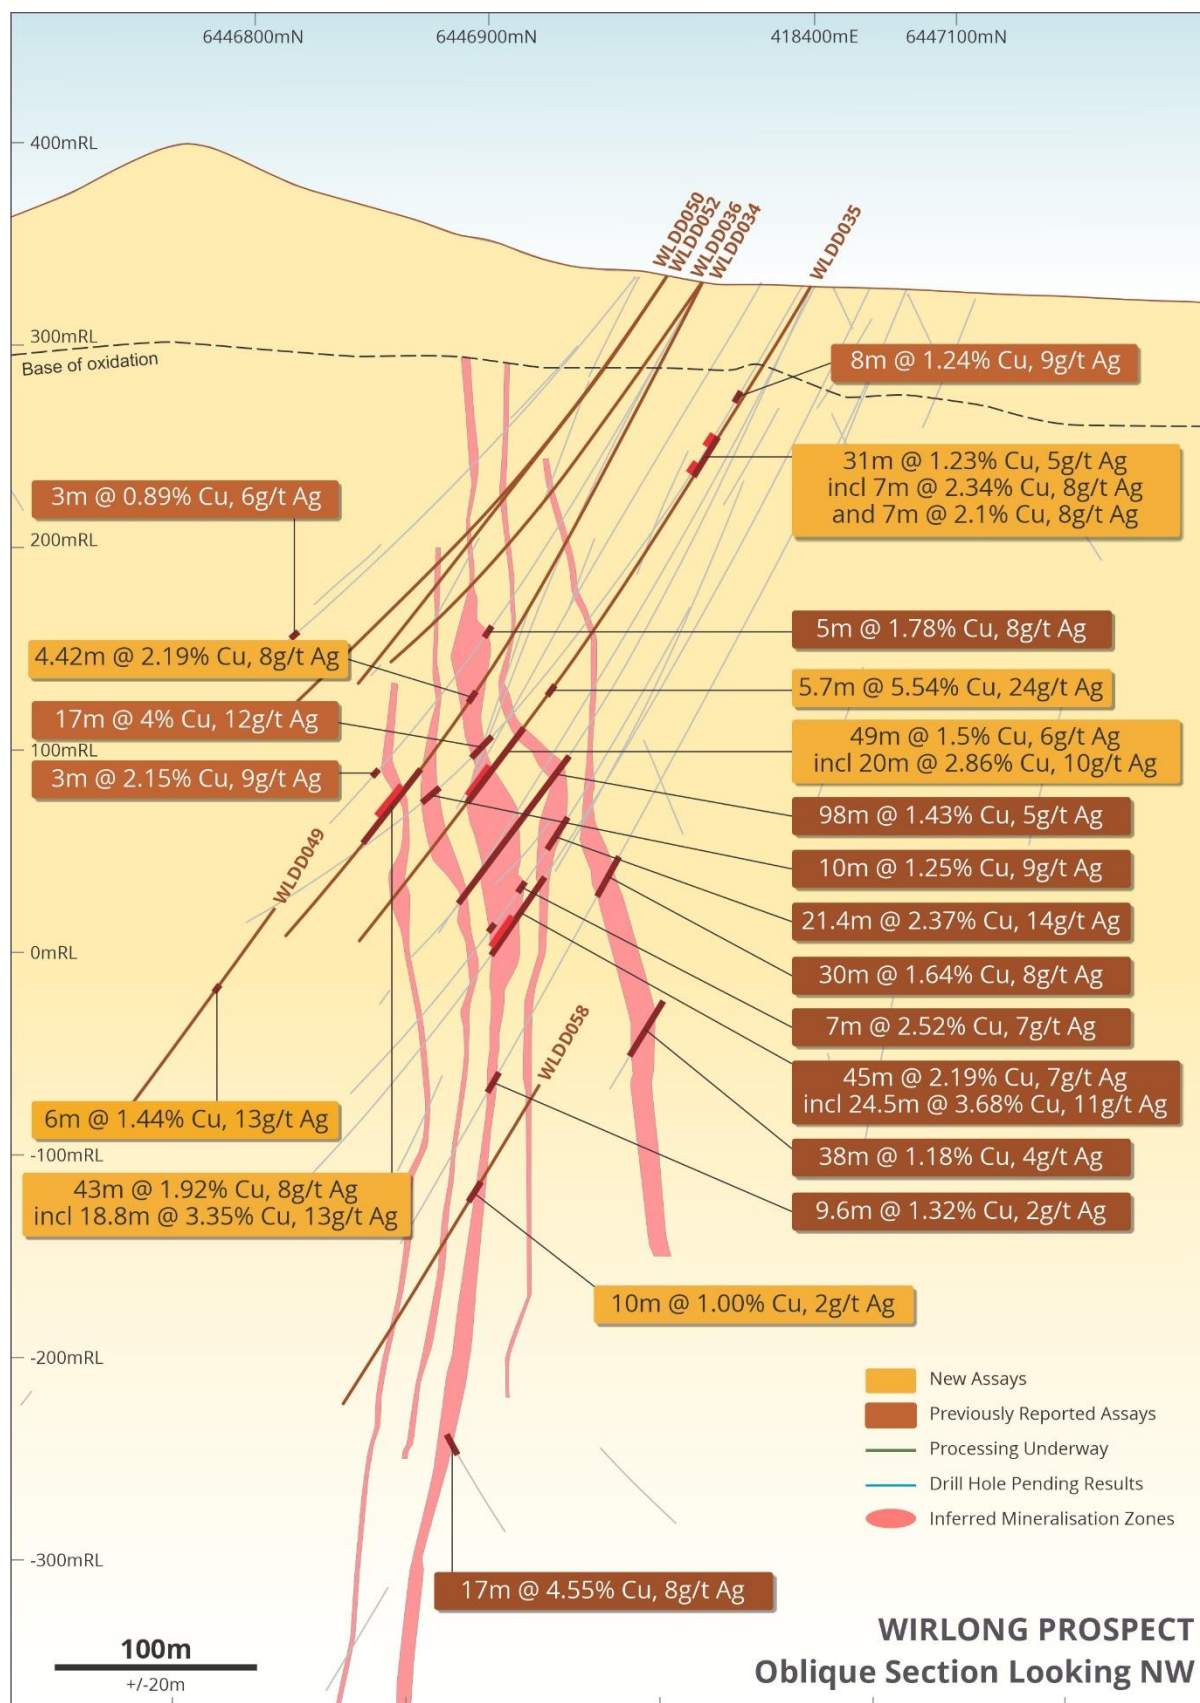 6446800mN
6446900mN
418400mE
6447100mN
400mRL
WLDD050
WLDD052
WLDD036
WLDD034
WLDD035
300mRL
Base of oxidation
8m @ 1.24% Cu, 9g/t Ag
31m @ 1.23% Cu, 5g/t Ag
incl 7m @ 2.34% Cu, 8g/t Ag
and 7m @ 2.1% Cu, 8g/t Ag
3m @ 0.89% Cu, 6g/t Ag
200mRL
5m @ 1.78% Cu, 8g/t Ag
4.42m @ 2.19% Cu, 8g/t Ag
5.7m @ 5.54% Cu, 24g/t Ag
17m @ 4% Cu, 12g/t Ag
100mRL
49m @ 1.5% Cu, 6g/t Ag
incl 20m @ 2.86% Cu, 10g/t Ag
3m @ 2.15% Cu, 9g/t Ag
98m @ 1.43% Cu, 5g/t Ag
WLDD049
10m @ 1.25% Cu, 9g/t Ag
21.4m @ 2.37% Cu, 14g/t Ag
0mRL
30m @ 1.64% Cu, 8g/t Ag
7m @ 2.52% Cu, 7g/t Ag
WLDD058
45m @ 2.19% Cu, 7g/t Ag
incl 24.5m @ 3.68% Cu, 11g/t Ag
6m @ 1.44% Cu, 13g/t Ag
-100mRL
38m @ 1.18% Cu, 4g/t Ag
43m @ 1.92% Cu, 8g/t Ag
incl 18.8m @ 3.35% Cu, 13g/t Ag
9.6m @ 1.32% Cu, 2g/t Ag
10m @ 1.00% Cu, 2g/t Ag
-200mRL
New Assays
Previously Reported Assays
Processing Underway
Drill Hole Pending Results
Inferred Mineralisation Zones
-300mRL
17m @ 4.55% Cu, 8g/t Ag
100m
+/-20m
WIRLONG PROSPECT
Oblique Section Looking NW